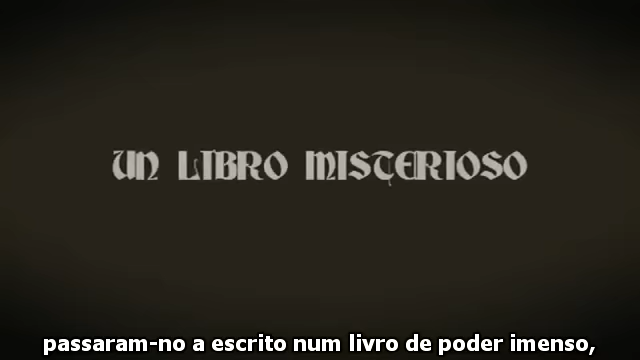 UN LIBRO MISTERIOSO
passaram-no a escrito num livro de poder imenso,